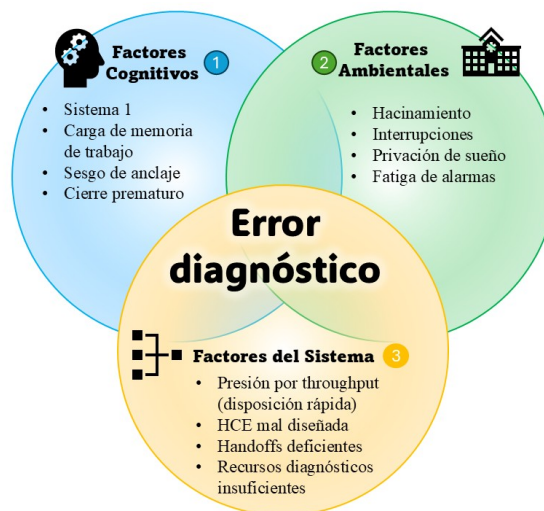 Factores
Cognitivos
1
• Sistema 1
• Carga de memoria
de trabajo
• Sesgo de anclaje
• Cierre prematuro
2
Factores
Ambientales
• Hacinamiento
• Interrupciones
• Privación de sueño
• Fatiga de alarmas
Error
diagnóstico
Factores del Sistema
3
• Presión por throughput
(disposición rápida)
• HCE mal diseñada
• Handoffs deficientes
• Recursos diagnósticos
insuficientes